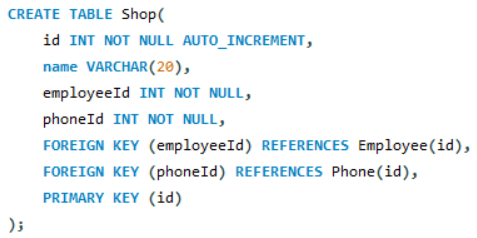 CREATE TABLE Shop(
id INT NOT NULL AUTO_INCREMENT,
name VARCHAR(20),
employeeId INT NOT NULL,
phoneId INT NOT NULL,
FOREIGN KEY (employeeId) REFERENCES Employee(id),
FOREIGN KEY (phoneId) REFERENCES Phone(id),
PRIMARY KEY (id)
);